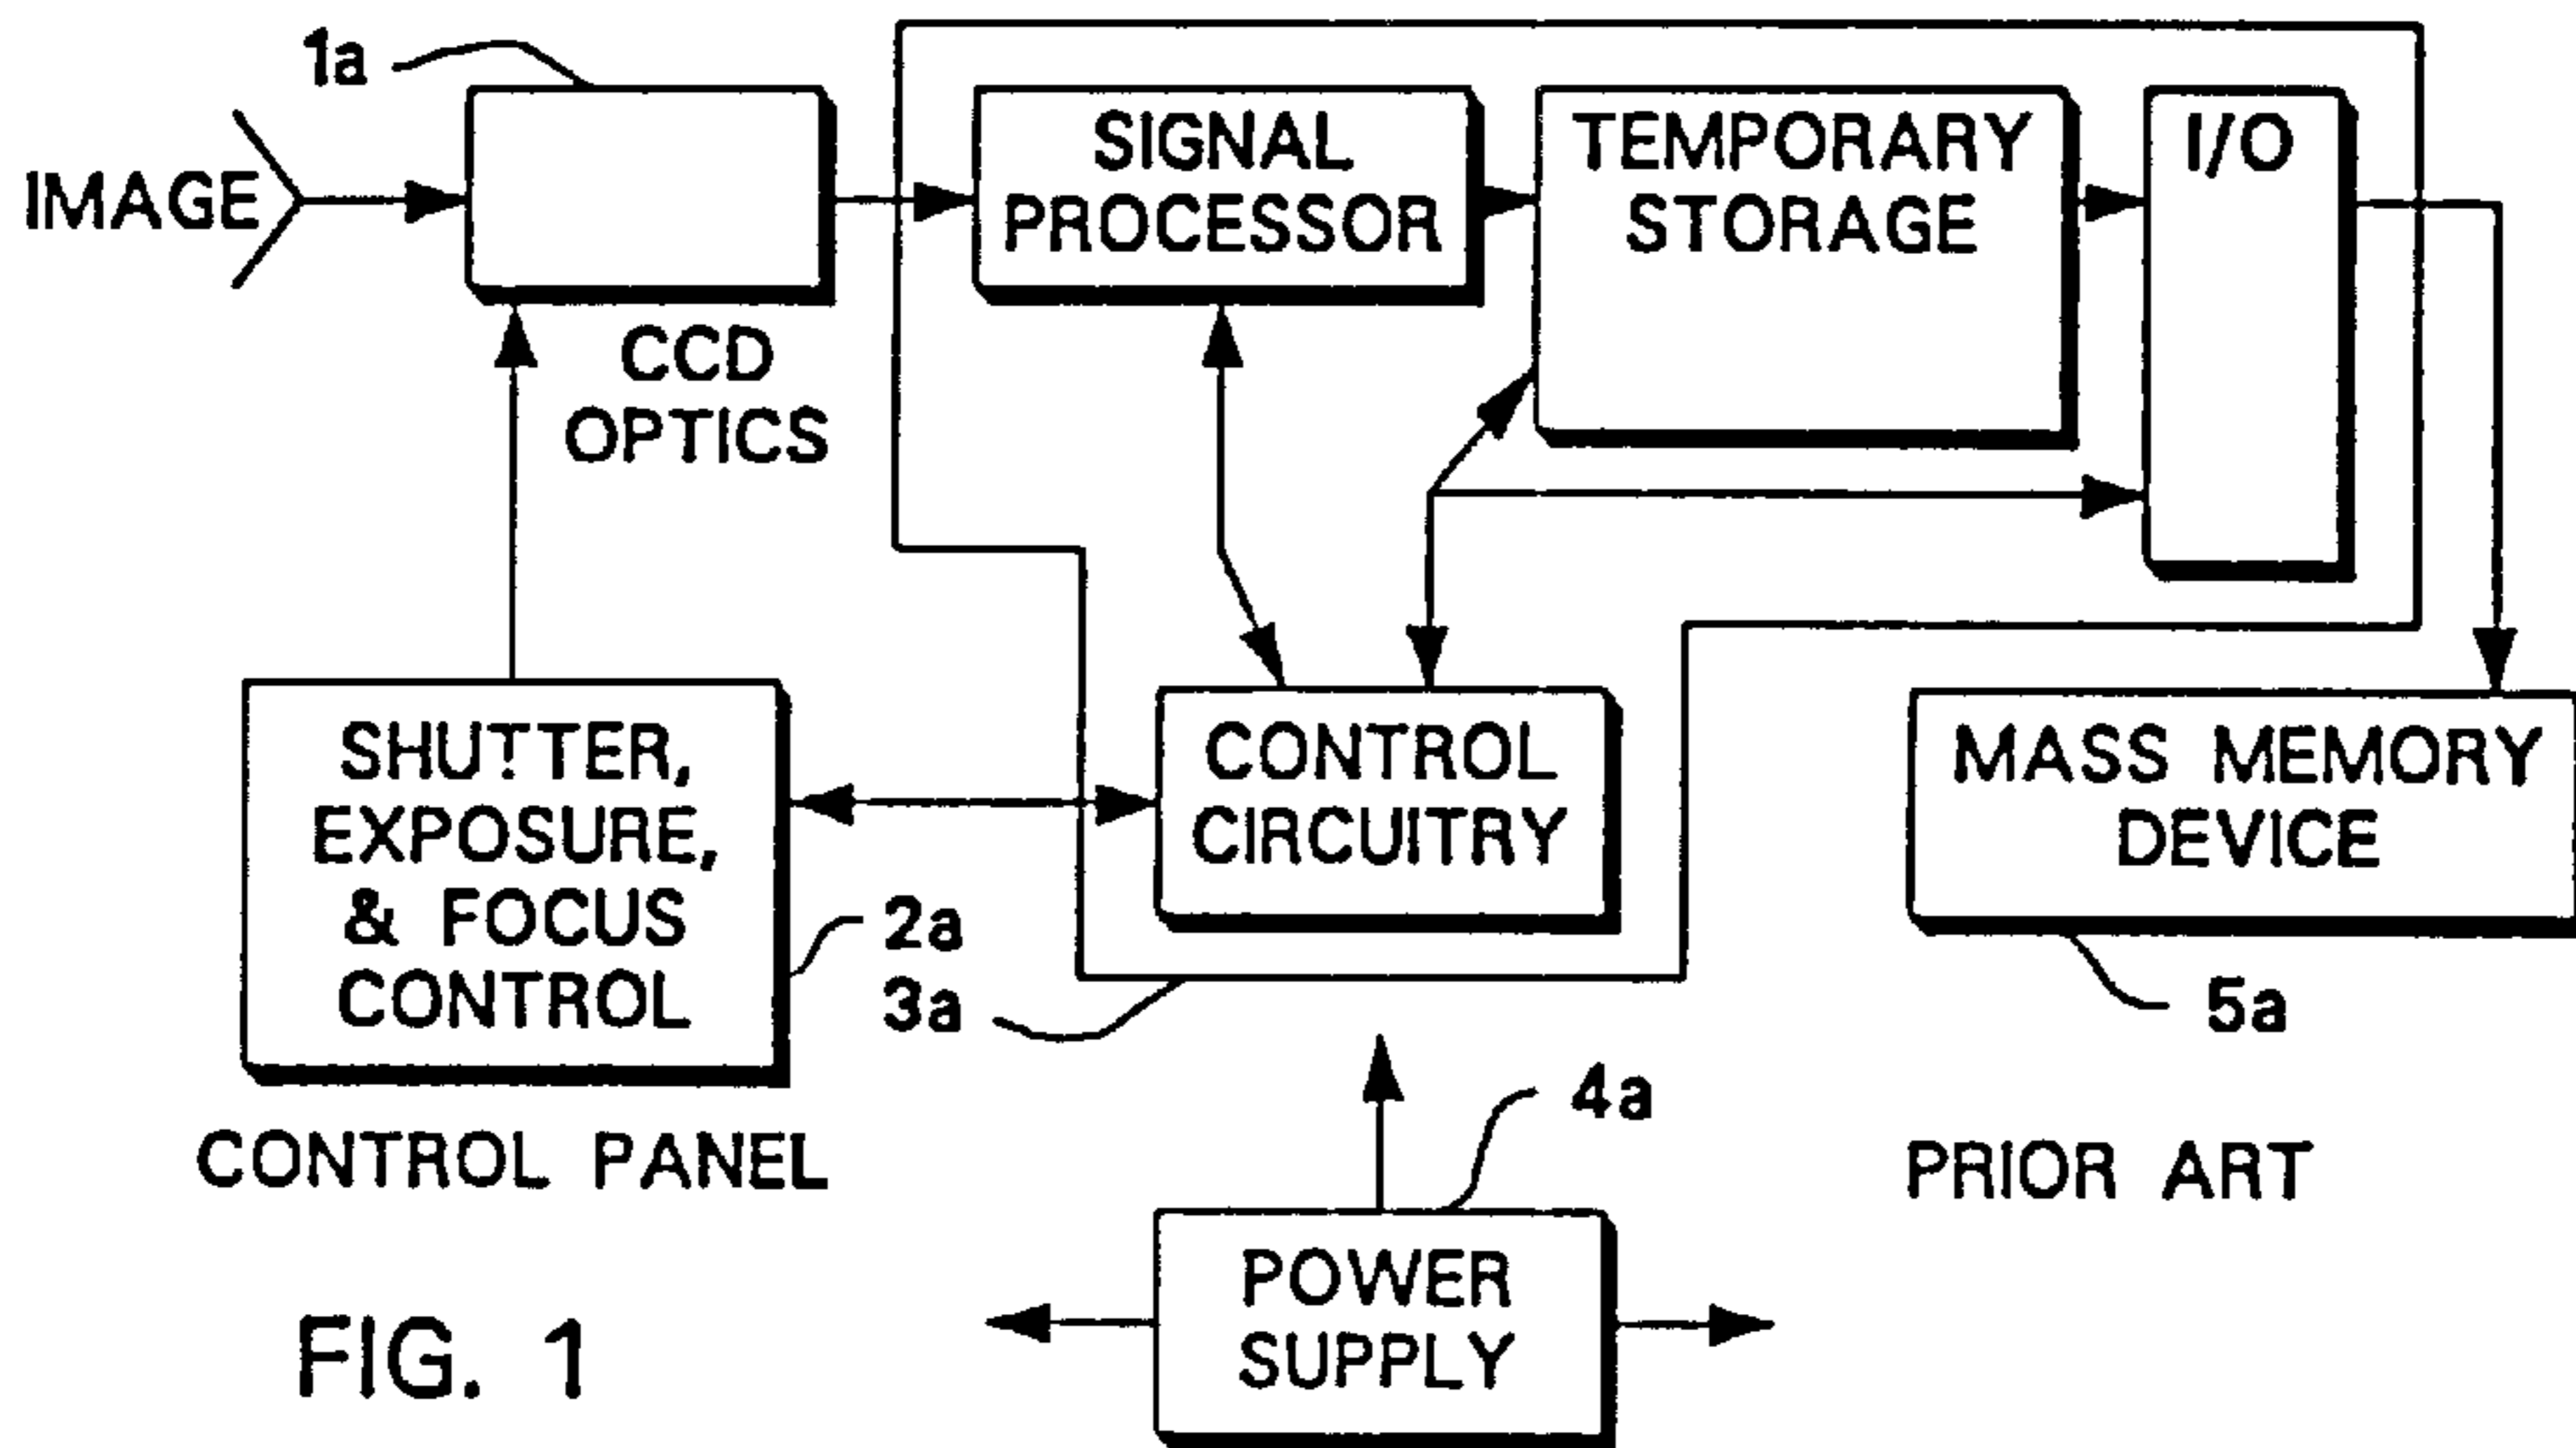 1a
IMAGE
CCD
OPTICS
SIGNAL
PROCESSOR
TEMPORARY
STORAGE
I/O
SHUTTER,
EXPOSURE,
& FOCUS
CONTROL
CONTROL PANEL
2a
3a
CONTROL
CIRCUITRY
MASS MEMORY
DEVICE
5a
4a
POWER
SUPPLY
PRIOR ART
FIG. 1